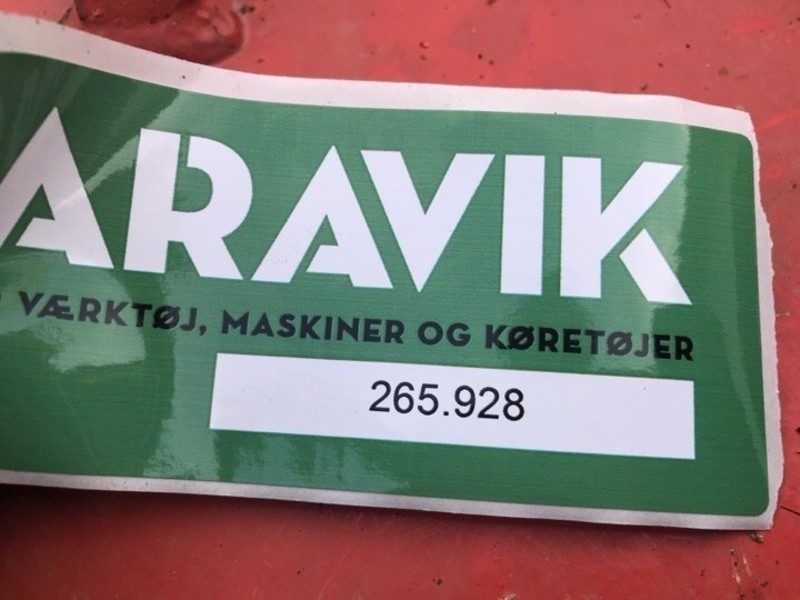 ARAVIK
VÆRKTØJ, MASKINER OG KØRETØJER
265.928